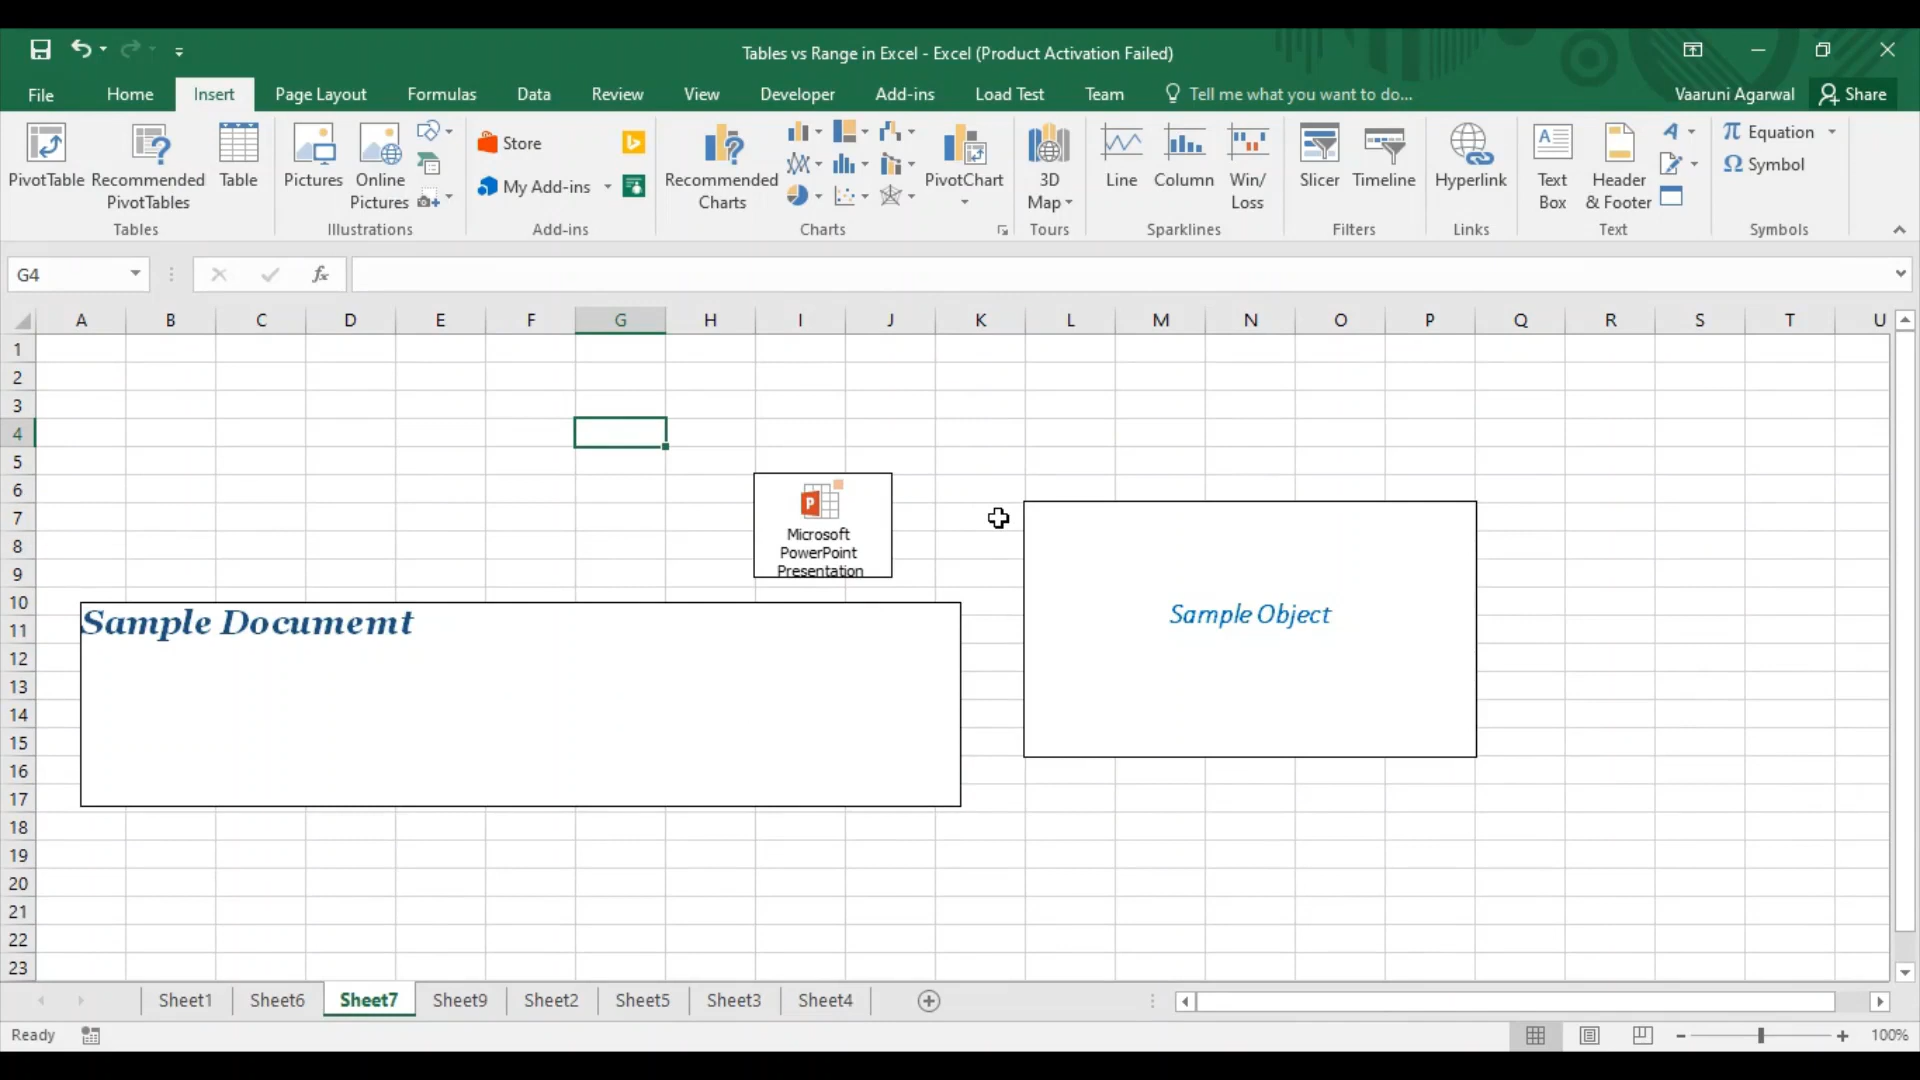 Tables vs Range in Excel - Excel (Product Activation Failed)
File Home Insert Page Layout Formulas Data Review View Developer Add-ins Load Test Team Tell me what you want to do... Vaaruni Agarwal Share
PivotTable Recommended PivotTables Table
Tables
Pictures Online Pictures
Illustrations
Store
My Add-ins
Add-ins
Recommended Charts
PivotChart
Charts
3D Map
Tours
Line Column Win/ Loss
Sparklines
Slicer Timeline
Filters
Hyperlink
Links
Text Box Header & Footer
Text
π Equation
Ω Symbol
Symbols
G4 fx
A B C D E F G H I J K L M N O P Q R S T U
1
2
3
4
5
6
7
8
9
10
11
12
13
14
15
16
17
18
19
20
21
22
23
Microsoft
PowerPoint
Presentation
Sample Documemt
Sample Object
Sheet1 Sheet6 Sheet7 Sheet9 Sheet2 Sheet5 Sheet3 Sheet4
Ready 100%